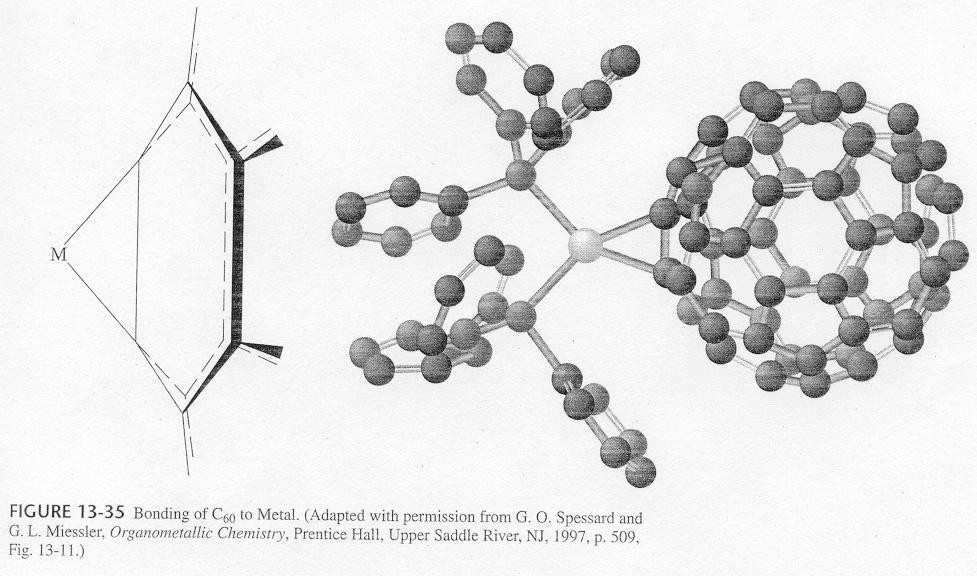 M
FIGURE 13-35 Bonding of C₆₀ to Metal. (Adapted with permission from G. O. Spessard and
G. L. Miessler, Organometallic Chemistry, Prentice Hall, Upper Saddle River, NJ, 1997, p. 509,
Fig. 13-11.)